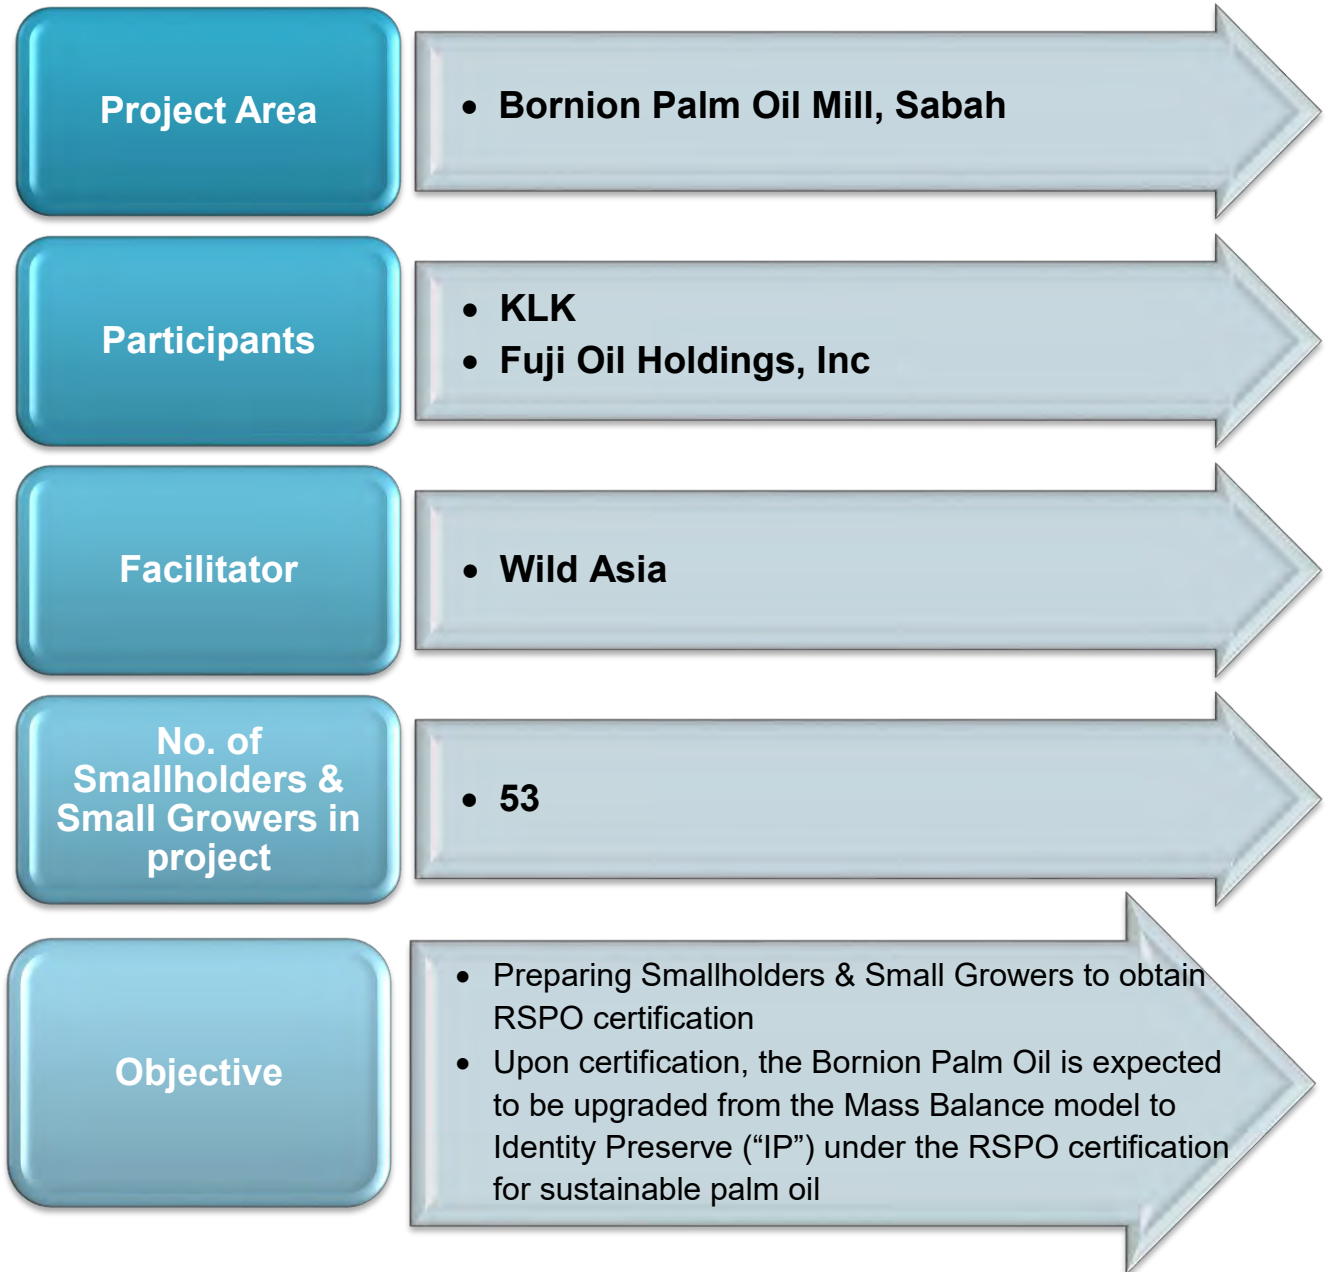 Project Area
• Bornion Palm Oil Mill, Sabah
Participants
• KLK
• Fuji Oil Holdings, Inc
Facilitator
• Wild Asia
No. of
Smallholders &
Small Growers in
project
• 53
Objective
• Preparing Smallholders & Small Growers to obtain
RSPO certification
• Upon certification, the Bornion Palm Oil is expected
to be upgraded from the Mass Balance model to
Identity Preserve (“IP”) under the RSPO certification
for sustainable palm oil